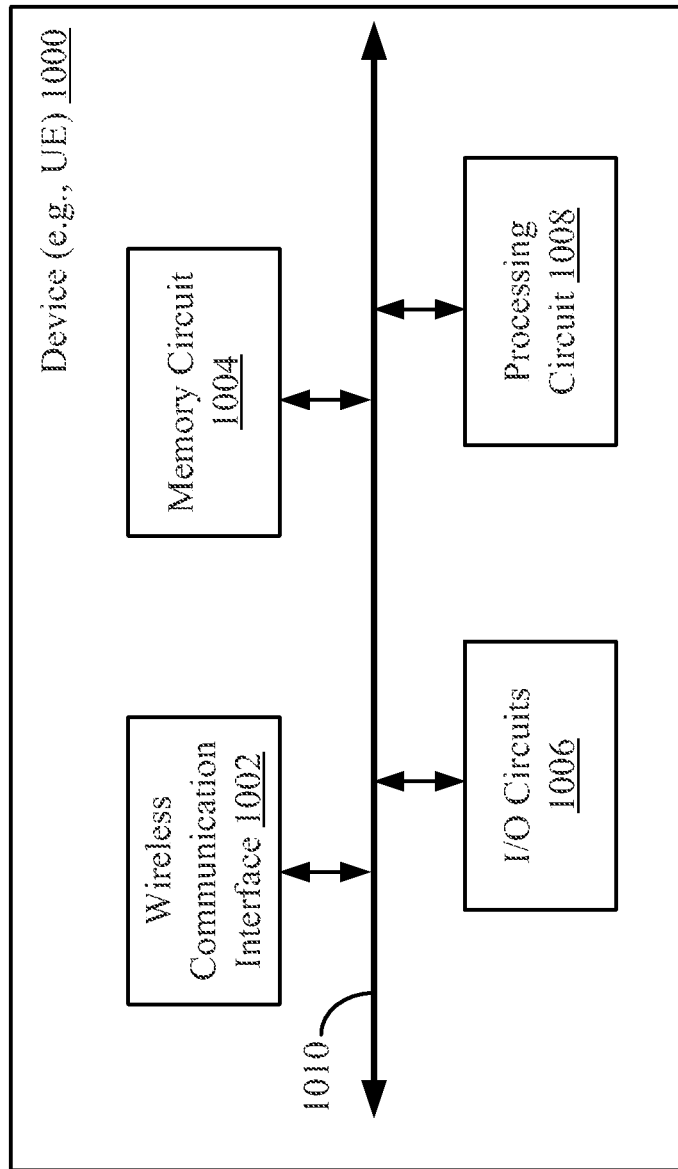 Device (e.g., UE) 1000
Wireless
Communication
Interface 1002
Memory Circuit
1004
1010
I/O Circuits
1006
Processing
Circuit 1008